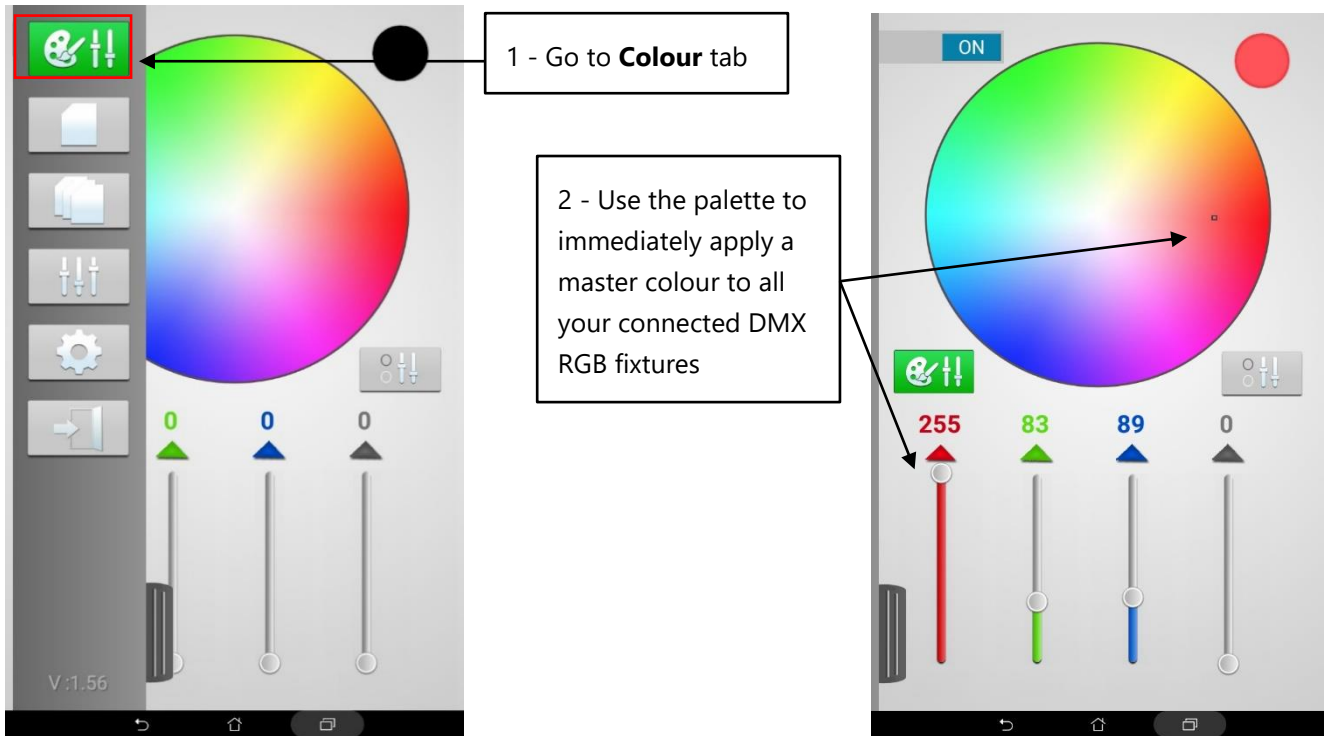 1 - Go to Colour tab
0 0 0
V :1.56
2 - Use the palette to
immediately apply a
master colour to all
your connected DMX
RGB fixtures
ON
255 83 89 0